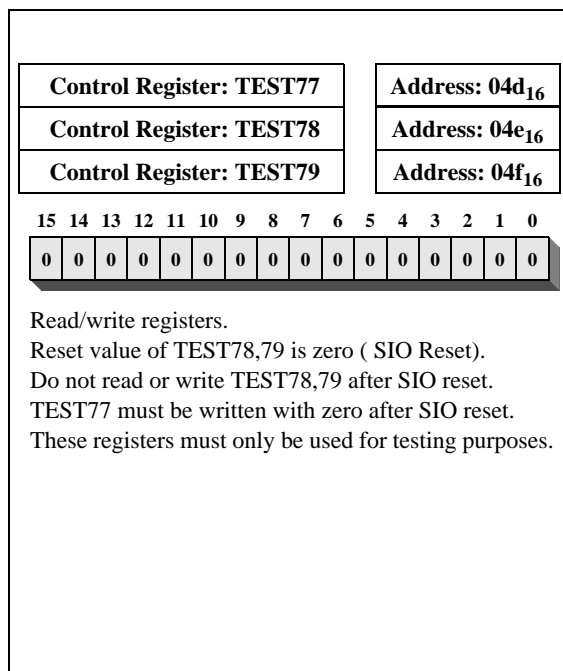 Control Register: TEST77 Address: 04d16
Control Register: TEST78 Address: 04e16
Control Register: TEST79 Address: 04f16
15 14 13 12 11 10 9 8 7 6 5 4 3 2 1 0
0 0 0 0 0 0 0 0 0 0 0 0 0 0 0 0
Read/write registers.
Reset value of TEST78,79 is zero ( SIO Reset).
Do not read or write TEST78,79 after SIO reset.
TEST77 must be written with zero after SIO reset.
These registers must only be used for testing purposes.